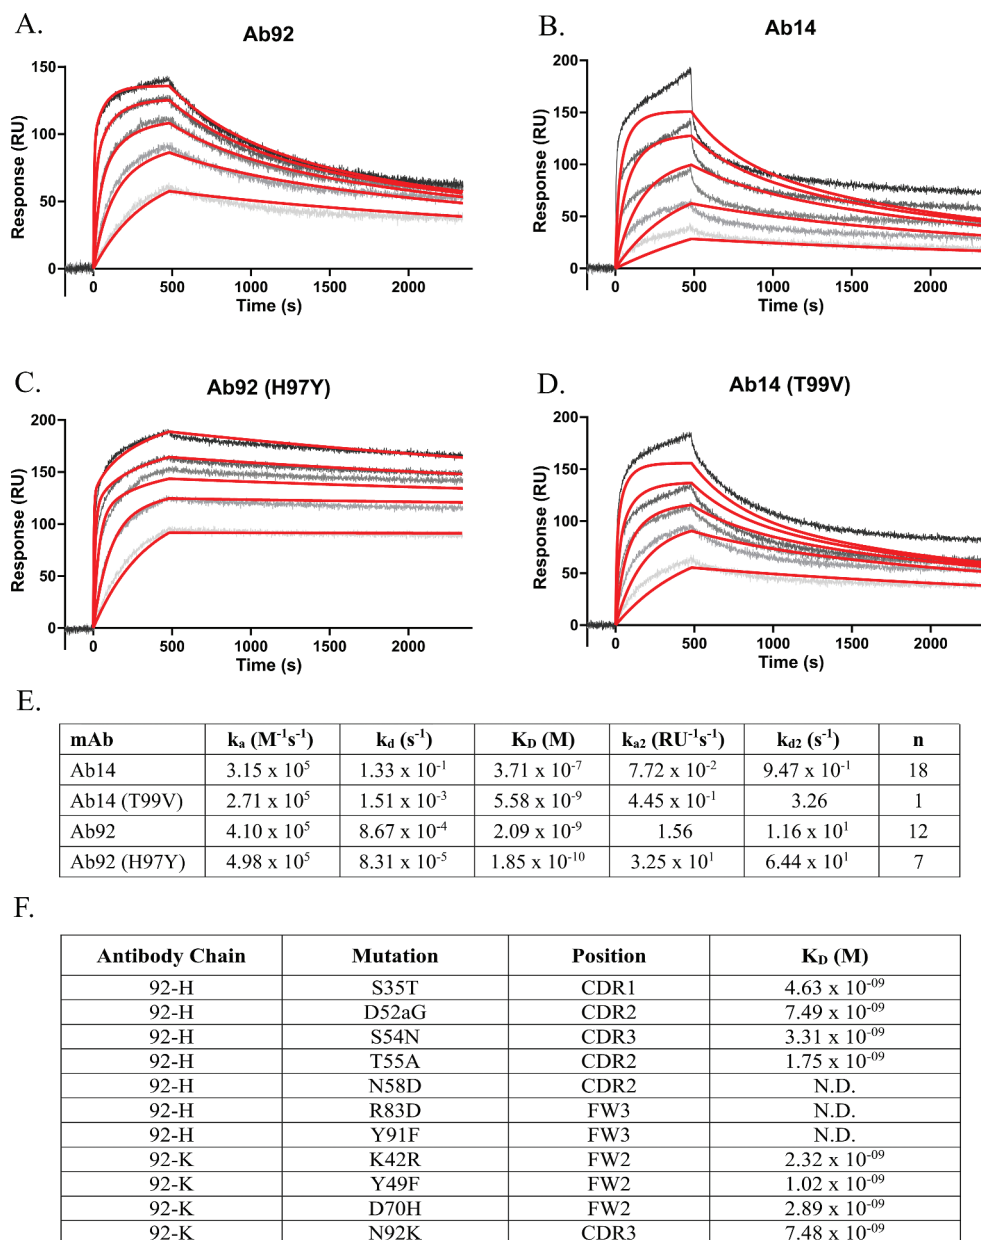 A.
Ab92
150
100
50
0
Response (RU)
0 500 1000 1500 2000
Time (s)
B.
Ab14
200
150
100
50
0
Response (RU)
0 500 1000 1500 2000
Time (s)
C.
Ab92 (H97Y)
200
150
100
50
0
Response (RU)
0 500 1000 1500 2000
Time (s)
D.
Ab14 (T99V)
200
150
100
50
0
Response (RU)
0 500 1000 1500 2000
Time (s)
E.
mAb kₐ (M⁻¹s⁻¹) k_d (s⁻¹) K_D (M) kₐ₂ (RU⁻¹s⁻¹) k_d₂ (s⁻¹) n
Ab14 3.15 x 10⁵ 1.33 x 10⁻¹ 3.71 x 10⁻⁷ 7.72 x 10⁻² 9.47 x 10⁻¹ 18
Ab14 (T99V) 2.71 x 10⁵ 1.51 x 10⁻³ 5.58 x 10⁻⁹ 4.45 x 10⁻¹ 3.26 1
Ab92 4.10 x 10⁵ 8.67 x 10⁻⁴ 2.09 x 10⁻⁹ 1.56 1.16 x 10¹ 12
Ab92 (H97Y) 4.98 x 10⁵ 8.31 x 10⁻⁵ 1.85 x 10⁻¹⁰ 3.25 x 10¹ 6.44 x 10¹ 7
F.
Antibody Chain Mutation Position K_D (M)
92-H S35T CDR1 4.63 x 10⁻⁰⁹
92-H D52aG CDR2 7.49 x 10⁻⁰⁹
92-H S54N CDR3 3.31 x 10⁻⁰⁹
92-H T55A CDR2 1.75 x 10⁻⁰⁹
92-H N58D CDR2 N.D.
92-H R83D FW3 N.D.
92-H Y91F FW3 N.D.
92-K K42R FW2 2.32 x 10⁻⁰⁹
92-K Y49F FW2 1.02 x 10⁻⁰⁹
92-K D70H FW2 2.89 x 10⁻⁰⁹
92-K N92K CDR3 7.48 x 10⁻⁰⁹